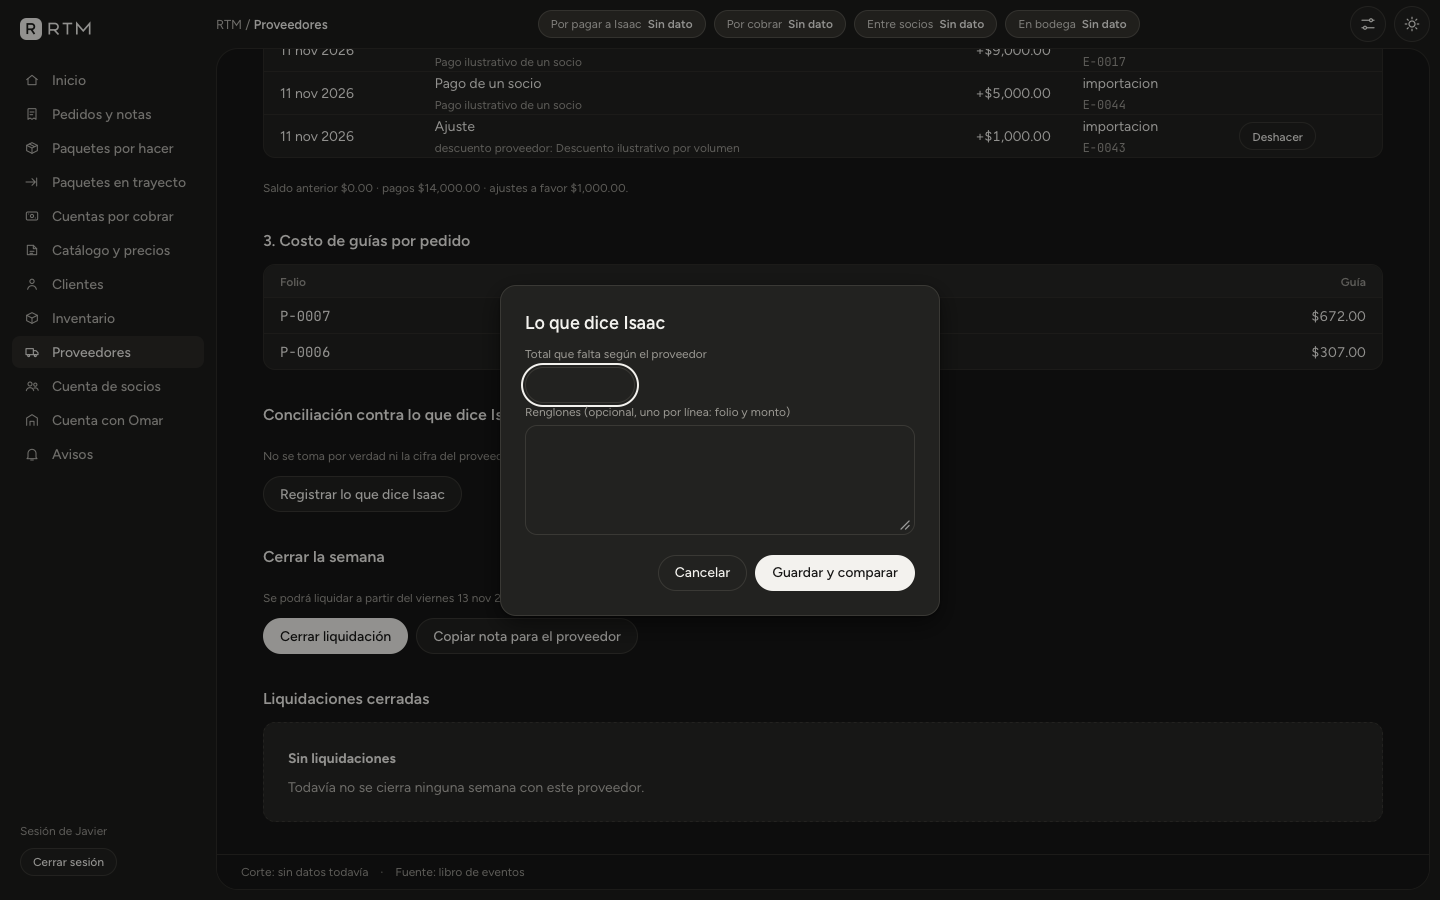 R RTM
RTM / Proveedores
Por pagar a Isaac Sin dato
Por cobrar Sin dato
Entre socios Sin dato
En bodega Sin dato
Inicio
Pedidos y notas
Paquetes por hacer
Paquetes en trayecto
Cuentas por cobrar
Catálogo y precios
Clientes
Inventario
Proveedores
Cuenta de socios
Cuenta con Omar
Avisos
Sesión de Javier
Cerrar sesión
11 nov 2026 +$9,000.00
Pago ilustrativo de un socio E-0017
11 nov 2026 Pago de un socio +$5,000.00 importacion
Pago ilustrativo de un socio E-0044
11 nov 2026 Ajuste +$1,000.00 importacion Deshacer
descuento proveedor: Descuento ilustrativo por volumen E-0043
Saldo anterior $0.00 · pagos $14,000.00 · ajustes a favor $1,000.00.
3. Costo de guías por pedido
Folio Guía
P-0007 $672.00
P-0006 $307.00
Conciliación contra lo que dice Is
No se toma por verdad ni la cifra del proveed
Registrar lo que dice Isaac
Lo que dice Isaac
Total que falta según el proveedor
Renglones (opcional, uno por línea: folio y monto)
Cancelar
Guardar y comparar
Cerrar la semana
Se podrá liquidar a partir del viernes 13 nov 2
Cerrar liquidación
Copiar nota para el proveedor
Liquidaciones cerradas
Sin liquidaciones
Todavía no se cierra ninguna semana con este proveedor.
Corte: sin datos todavía · Fuente: libro de eventos